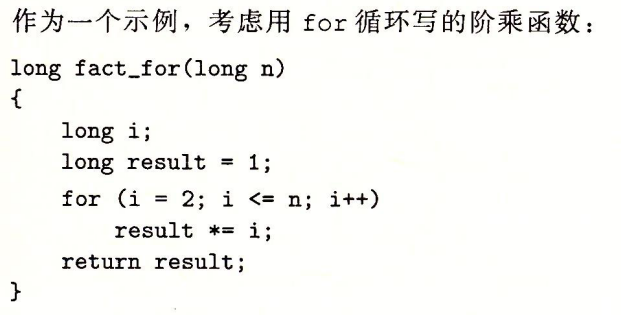 作为一个示例，考虑用 for 循环写的阶乘函数：
long fact_for(long n)
{
    long i;
    long result = 1;
    for (i = 2; i <= n; i++)
        result *= i;
    return result;
}